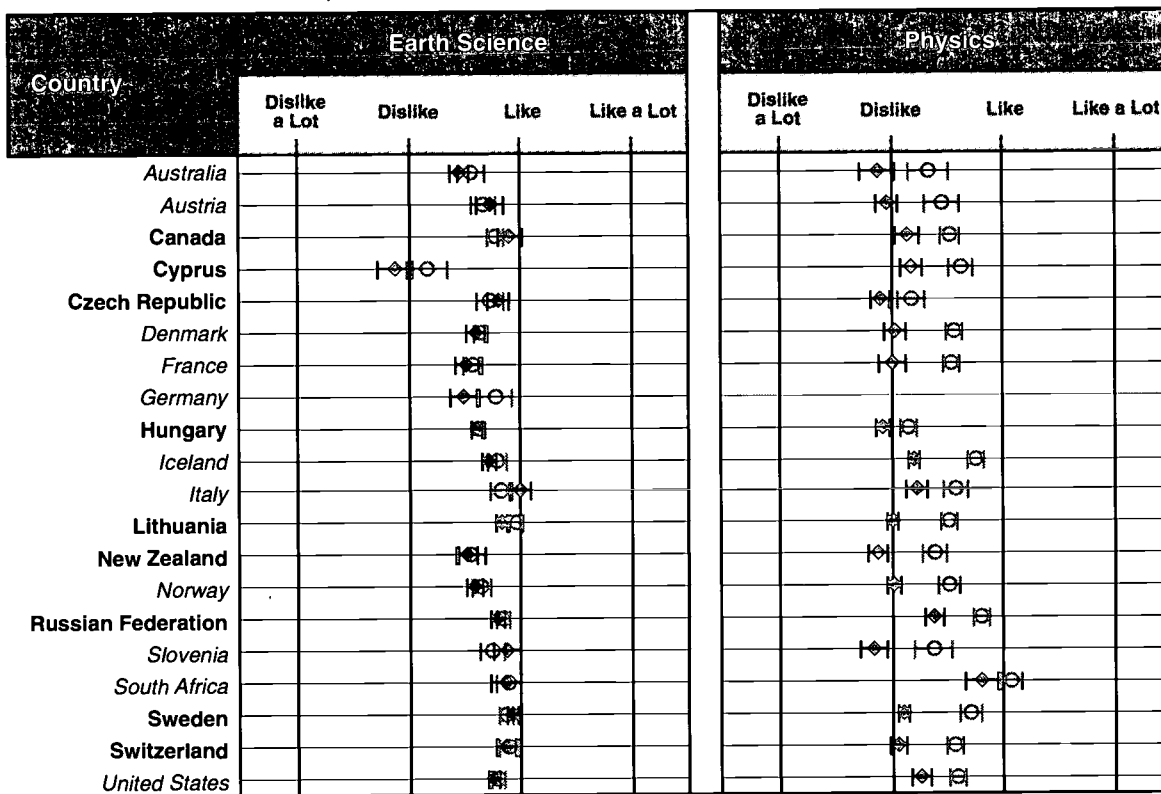 Country
Earth Science
Physics
Dislike a Lot
Dislike
Like
Like a Lot
Dislike a Lot
Dislike
Like
Like a Lot
Australia
Austria
Canada
Cyprus
Czech Republic
Denmark
France
Germany
Hungary
Iceland
Italy
Lithuania
New Zealand
Norway
Russian Federation
Slovenia
South Africa
Sweden
Switzerland
United States